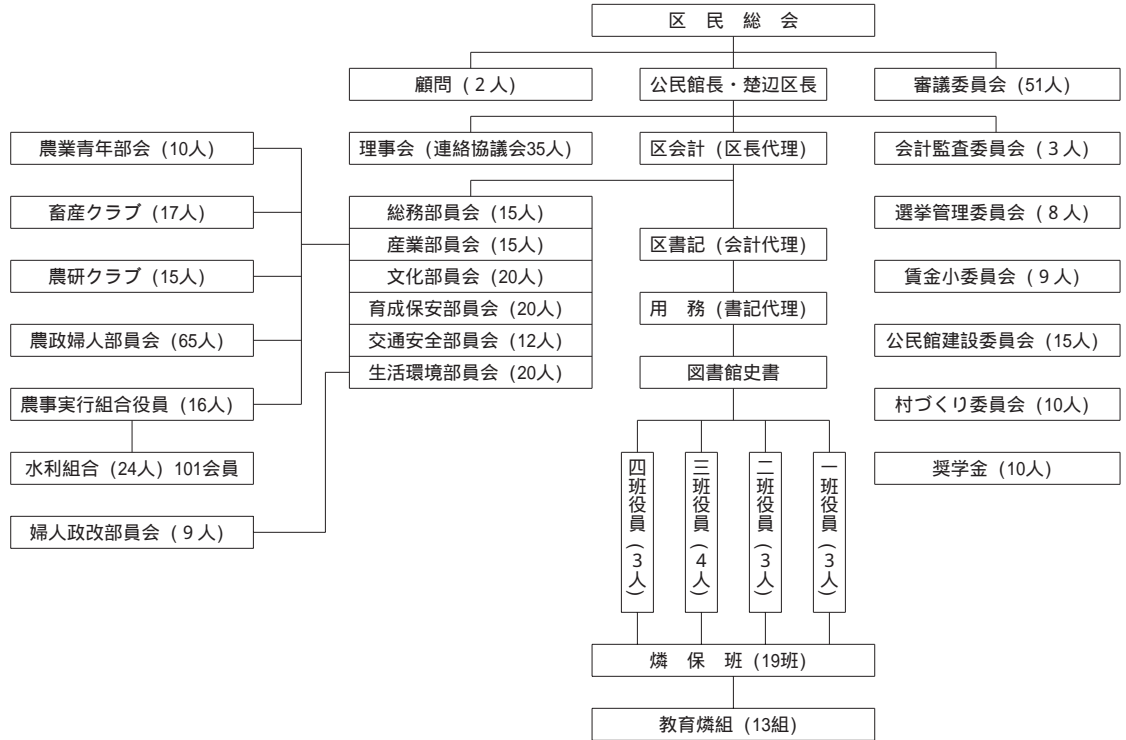 区民総会
顧問 (2人)
公民館長・楚辺区長
審議委員会 (51人)
農業青年部会 (10人)
理事会 (連絡協議会35人)
区会計 (区長代理)
会計監査委員会 (3人)
畜産クラブ (17人)
総務部員会 (15人)
選挙管理委員会 (8人)
産業部員会 (15人)
区書記 (会計代理)
農研クラブ (15人)
文化部員会 (20人)
賃金小委員会 (9人)
育成保安部員会 (20人)
用務 (書記代理)
農政婦人部員会 (65人)
交通安全部員会 (12人)
公民館建設委員会 (15人)
生活環境部員会 (20人)
図書館史書
農事実行組合役員 (16人)
村づくり委員会 (10人)
水利組合 (24人) 101会員
奨学金 (10人)
婦人政改部員会 (9人)
四班役員 (3人)
三班役員 (4人)
二班役員 (3人)
一班役員 (3人)
燐保班 (19班)
教育燐組 (13組)